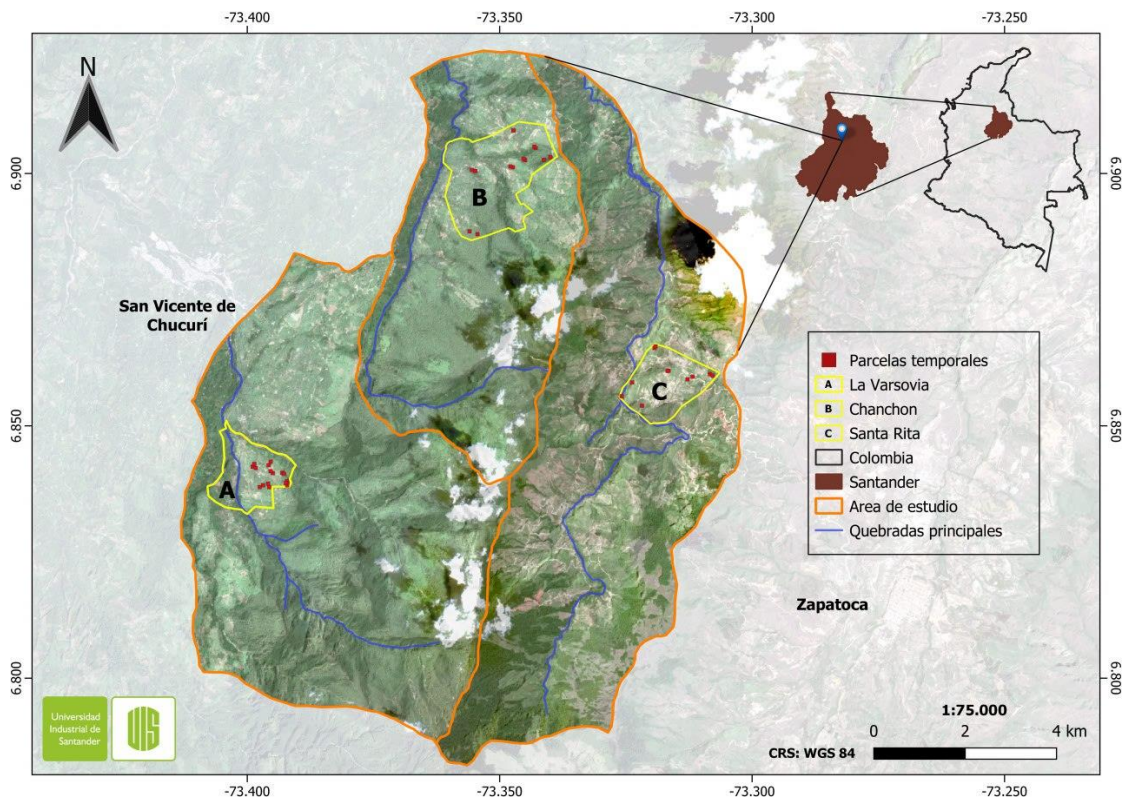 -73.400
-73.350
-73.300
-73.250
N
6.900
6.900
B
San Vicente de
Chucurí
C
Parcelas temporales
A La Varsovia
B Chanchon
C Santa Rita
Colombia
Santander
Area de estudio
Quebradas principales
6.850
6.850
A
Zapatoca
6.800
6.800
Universidad
Industrial de
Santander
UIS
1:75.000
0 2 4 km
CRS: WGS 84
-73.400
-73.350
-73.300
-73.250